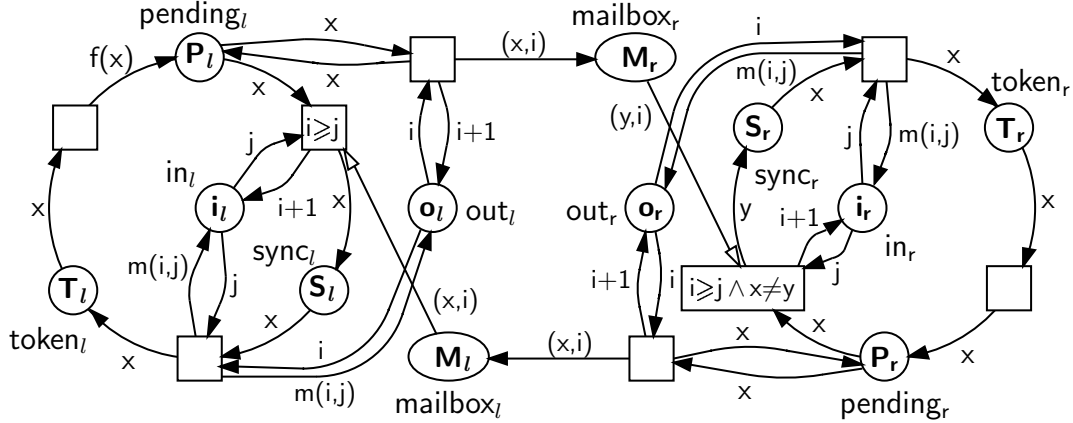 pending_l
mailbox_r
f(x)
P_l
x
x
(x,i)
M_r
i
m(i,j)
x
token_r
x
x
i≥j
i
i+1
(y,i)
S_r
x
j
m(i,j)
T_r
j
in_l
i_l
i+1
x
sync_l
o_l
out_l
out_r
o_r
y
sync_r
i+1
i_r
in_r
j
x
x
m(i,j)
j
T_l
token_l
S_l
x
(x,i)
i+1
i
i≥j ∧ x≠y
x
x
i
m(i,j)
M_l
mailbox_l
(x,i)
x
x
P_r
pending_r
x